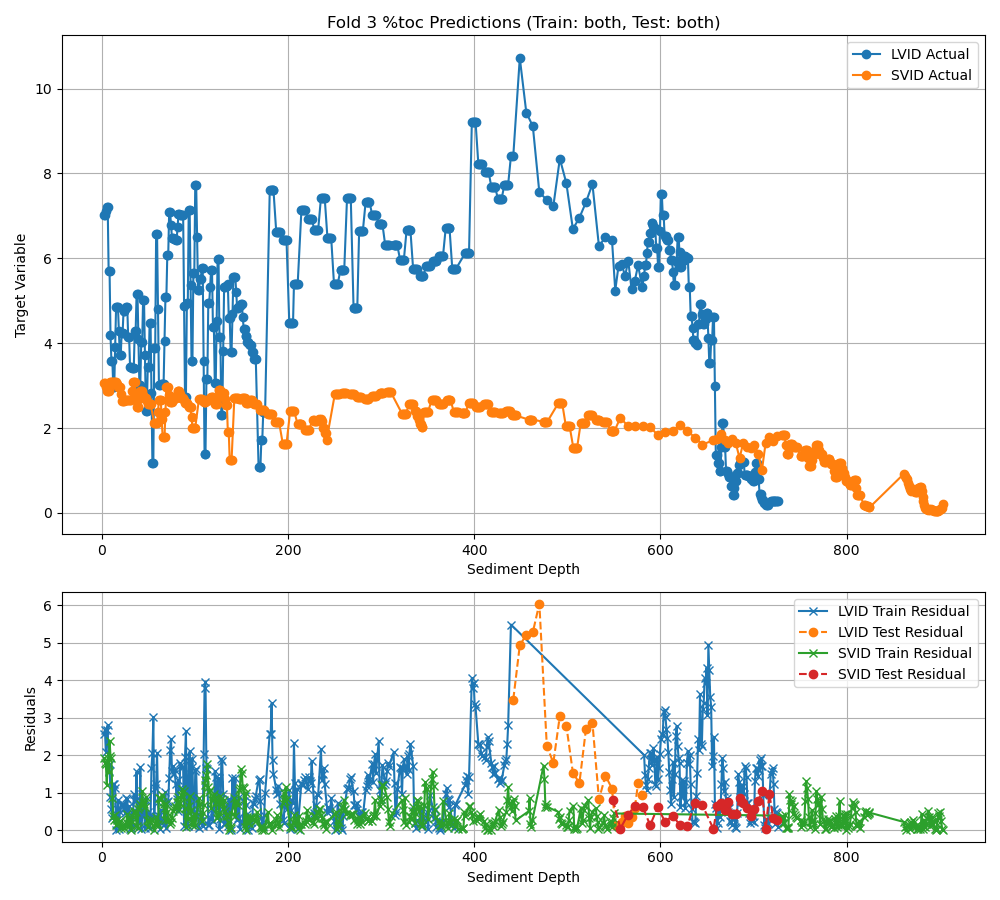 Fold 3 %toc Predictions (Train: both, Test: both)
LVID Actual
SVID Actual
Target Variable
10
8
6
4
2
0
0 200 400 600 800
Sediment Depth
LVID Train Residual
LVID Test Residual
SVID Train Residual
SVID Test Residual
Residuals
6
5
4
3
2
1
0
0 200 400 600 800
Sediment Depth